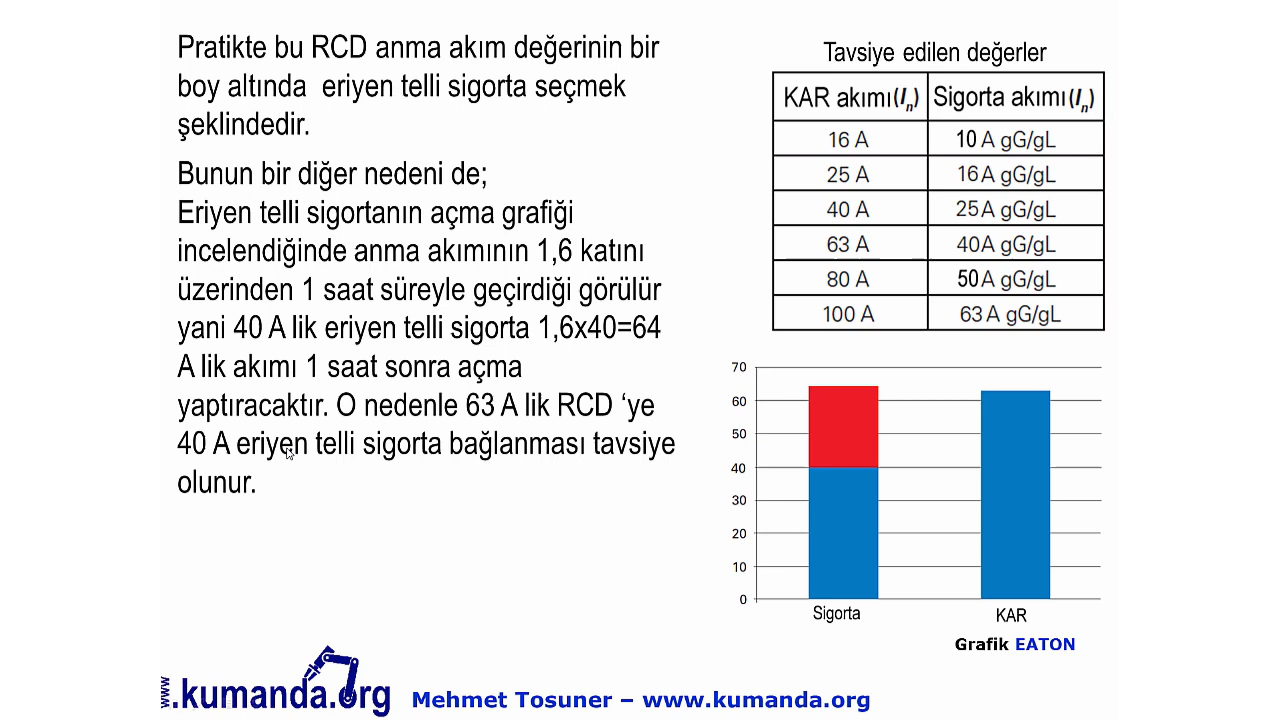 Pratikte bu RCD anma akım değerinin bir
boy altında eriyen telli sigorta seçmek
şeklindedir.
Bunun bir diğer nedeni de;
Eriyen telli sigortanın açma grafiği
incelendiğinde anma akımının 1,6 katını
üzerinden 1 saat süreyle geçirdiği görülür
yani 40 A lik eriyen telli sigorta 1,6x40=64
A lik akımı 1 saat sonra açma
yaptıracaktır. O nedenle 63 A lik RCD ‘ye
40 A eriyen telli sigorta bağlanması tavsiye
olunur.
Tavsiye edilen değerler
KAR akımı(In) Sigorta akımı(In)
16 A 10 A gG/gL
25 A 16 A gG/gL
40 A 25 A gG/gL
63 A 40A gG/gL
80 A 50 A gG/gL
100 A 63 A gG/gL
70
60
50
40
30
20
10
0
Sigorta KAR
Grafik EATON
www.kumanda.org
Mehmet Tosuner – www.kumanda.org